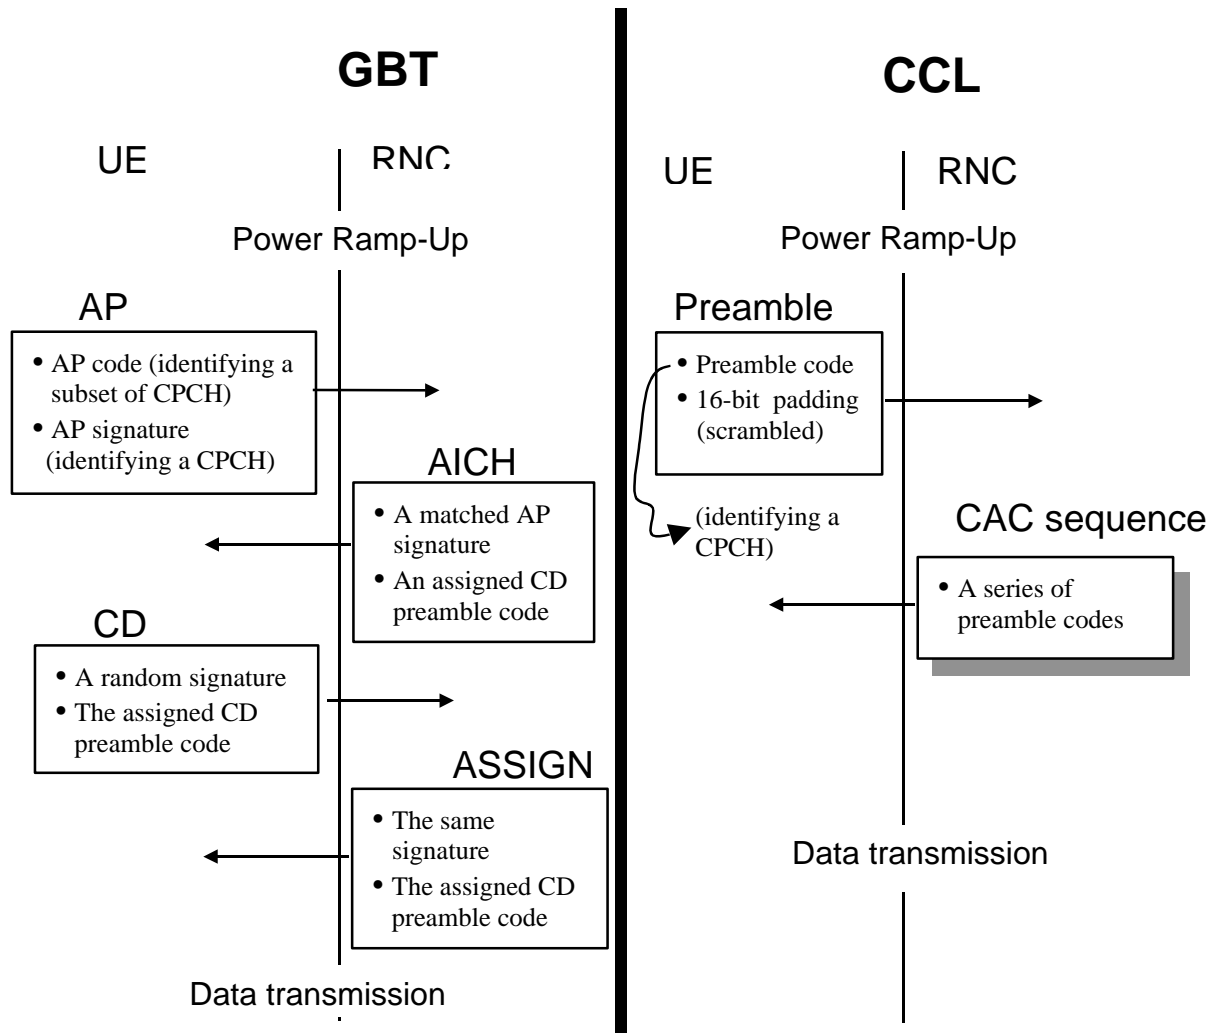 GBT
UE
RNC
Power Ramp-Up
AP
• AP code (identifying a
subset of CPCH)
• AP signature
(identifying a CPCH)
AICH
• A matched AP
signature
• An assigned CD
preamble code
CD
• A random signature
• The assigned CD
preamble code
ASSIGN
• The same
signature
• The assigned CD
preamble code
Data transmission
CCL
UE
RNC
Power Ramp-Up
Preamble
• Preamble code
• 16-bit padding
(scrambled)
(identifying a
CPCH)
CAC sequence
• A series of
preamble codes
Data transmission